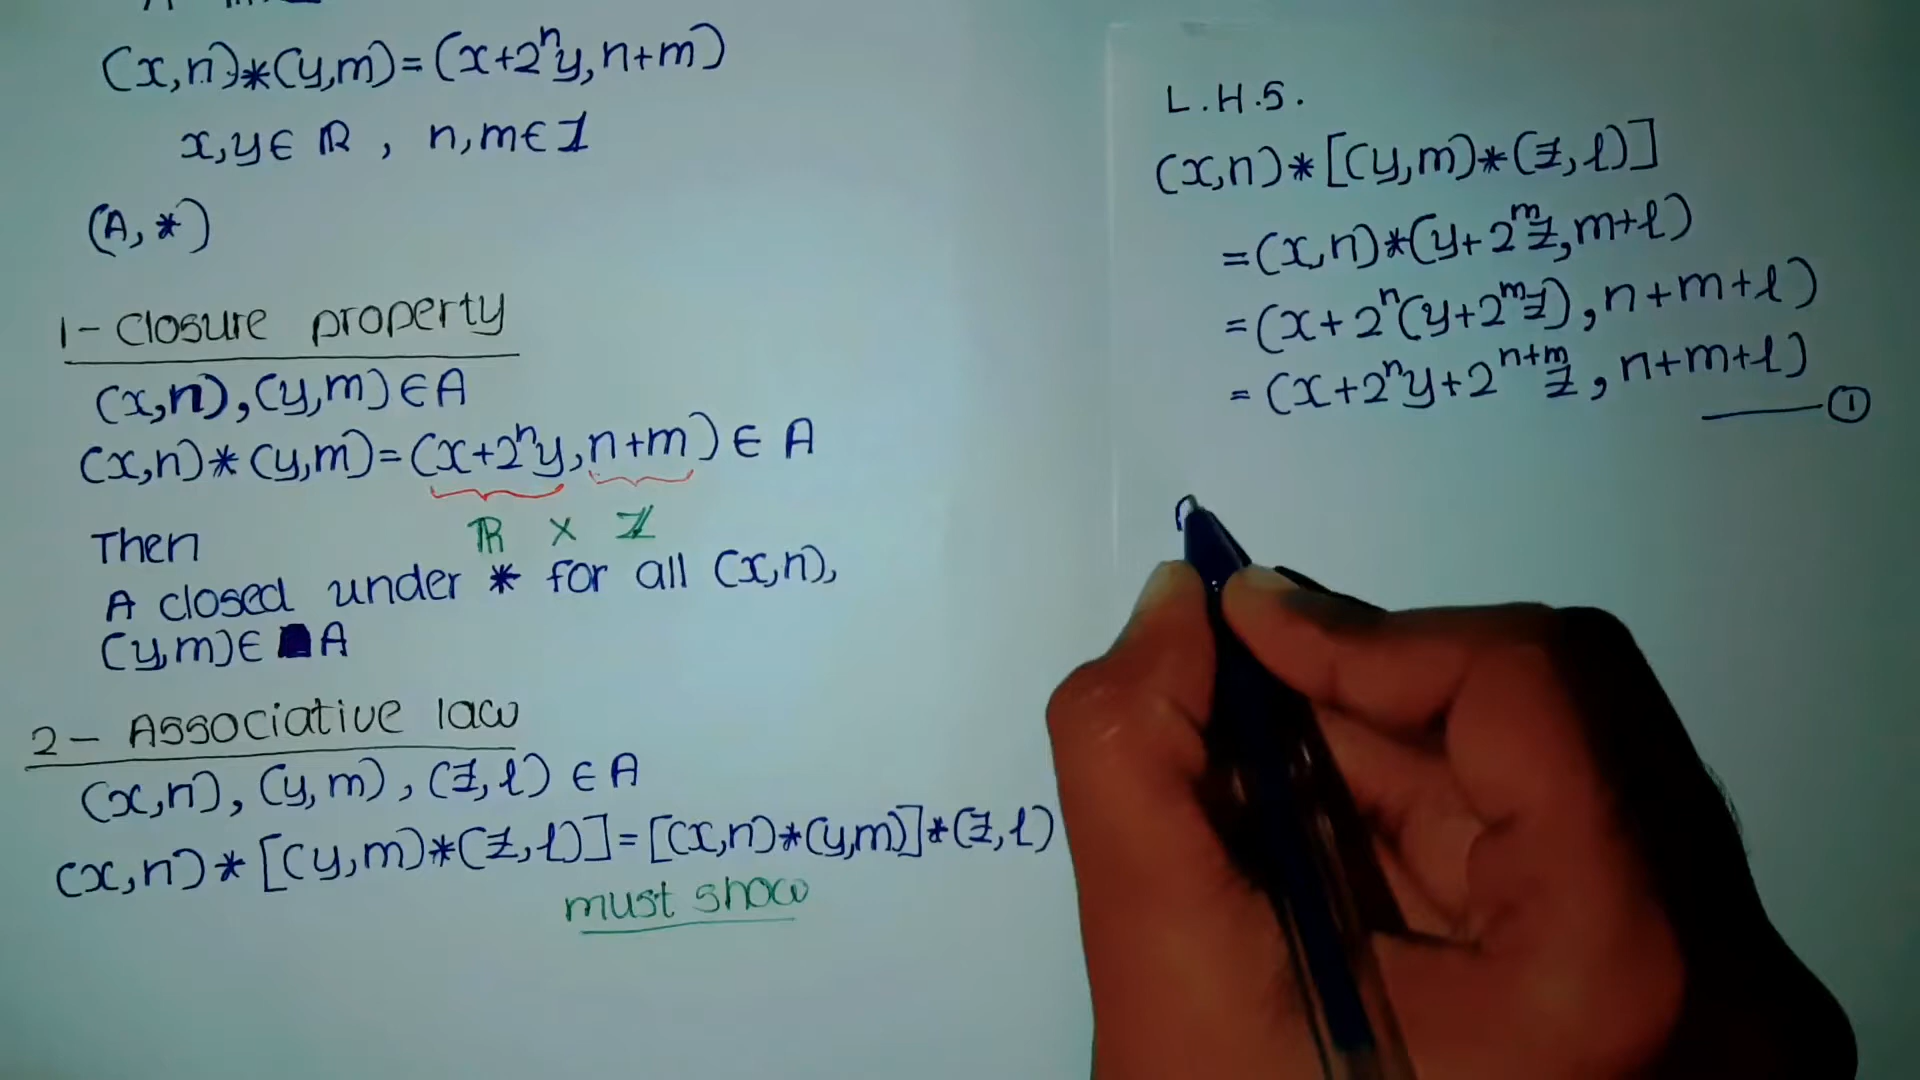 (x,n)*(y,m)=(x+2ⁿy,n+m)
x,y∈ℝ , n,m∈ℤ
(A,*)
1- Closure property
(x,n),(y,m)∈A
(x,n)*(y,m)=(x+2ⁿy,n+m)∈ A
ℝ × ℤ
Then
A closed under * for all (x,n),
(y,m)∈ A
2- Associative law
(x,n),(y,m),(z,l)∈A
(x,n)*[(y,m)*(z,l)]=[(x,n)*(y,m)]*(z,l)
must show
L.H.S.
(x,n)*[(y,m)*(z,l)]
=(x,n)*(y+2ᵐz,m+l)
=(x+2ⁿ(y+2ᵐz),n+m+l)
=(x+2ⁿy+2ⁿ⁺ᵐz,n+m+l)
①